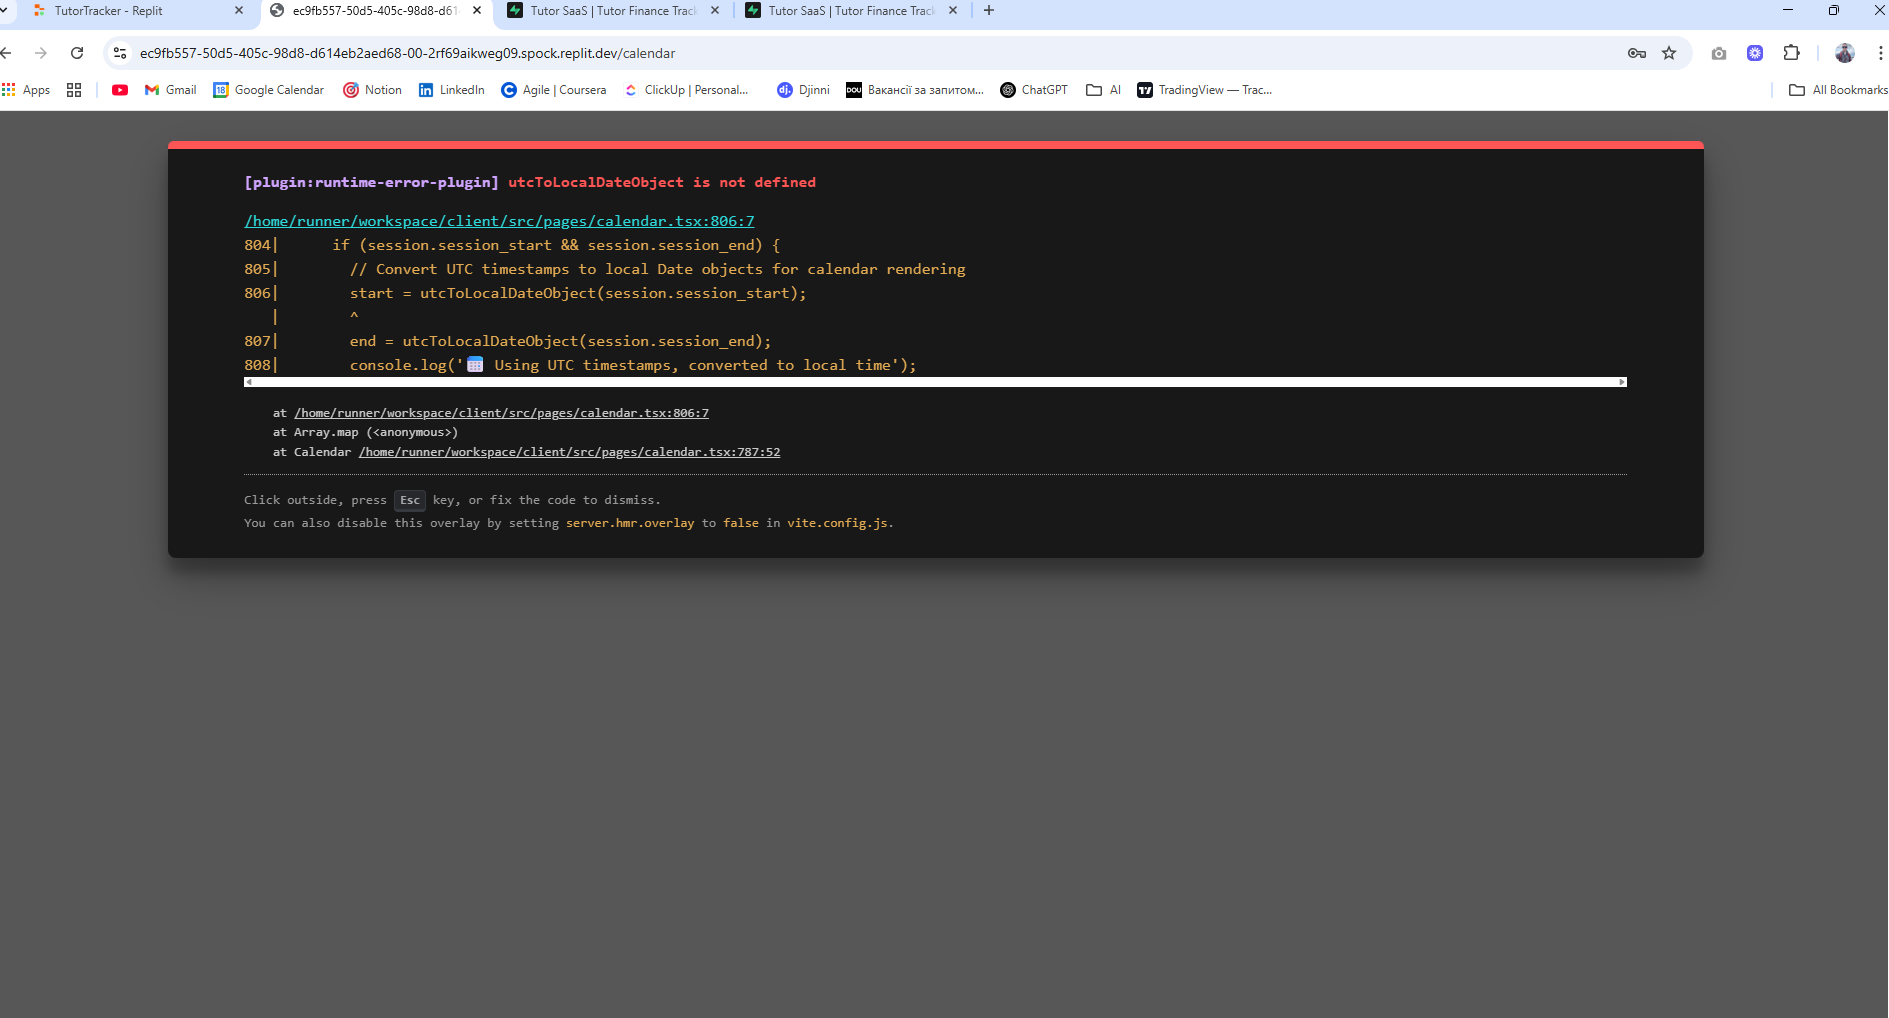 TutorTracker - Replit
ec9fb557-50d5-405c-98d8-d61
Tutor SaaS | Tutor Finance Track
Tutor SaaS | Tutor Finance Track
ec9fb557-50d5-405c-98d8-d614eb2aed68-00-2rf69aikweg09.spock.replit.dev/calendar
Apps
Gmail
18
Google Calendar
Notion
in
LinkedIn
C
Agile | Coursera
ClickUp | Personal...
dj.
Djinni
DOU
Вакансії за запитом...
ChatGPT
AI
TradingView — Trac...
All Bookmarks
[plugin:runtime-error-plugin] utcToLocalDateObject is not defined
/home/runner/workspace/client/src/pages/calendar.tsx:806:7
804|      if (session.session_start && session.session_end) {
805|        // Convert UTC timestamps to local Date objects for calendar rendering
806|        start = utcToLocalDateObject(session.session_start);
   |        ^
807|        end = utcToLocalDateObject(session.session_end);
808|        console.log('📅 Using UTC timestamps, converted to local time');
at /home/runner/workspace/client/src/pages/calendar.tsx:806:7
at Array.map (<anonymous>)
at Calendar /home/runner/workspace/client/src/pages/calendar.tsx:787:52
Click outside, press Esc key, or fix the code to dismiss.
You can also disable this overlay by setting server.hmr.overlay to false in vite.config.js.